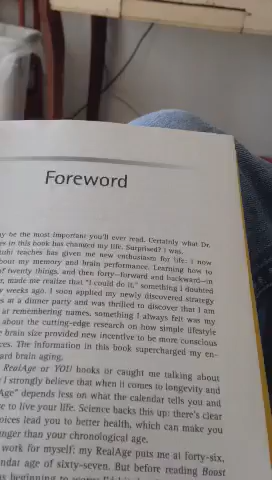 Foreword
ay be the most important you'll ever read. Certainly what Dr.
es in this book has changed my life. Surprised? I was.
teaches has given me new enthusiasm for life. I now
bout my memory and brain performance. Learning how to
of twenty things, and then forty—forward and backward—in
r, made me realize that "I could do it," something I doubted
weeks ago. I soon applied my newly discovered strategy
es at a dinner party and was thrilled to discover that I am
at remembering names, something I always felt was my
about the cutting-edge research on how simple lifestyle
e brain size provided new incentive to be more conscious
ces. The information in this book supercharged my en-
ard brain aging.
RealAge or YOU books or caught me talking about
I strongly believe that when it comes to longevity and
Age" depends less on what the calendar tells you and
se to live your life. Science backs this up: there's clear
oices lead you to better health, which can make you
unger than your chronological age.
work for myself: my RealAge puts me at forty-six,
ndar age of sixty-seven. But before reading Boost